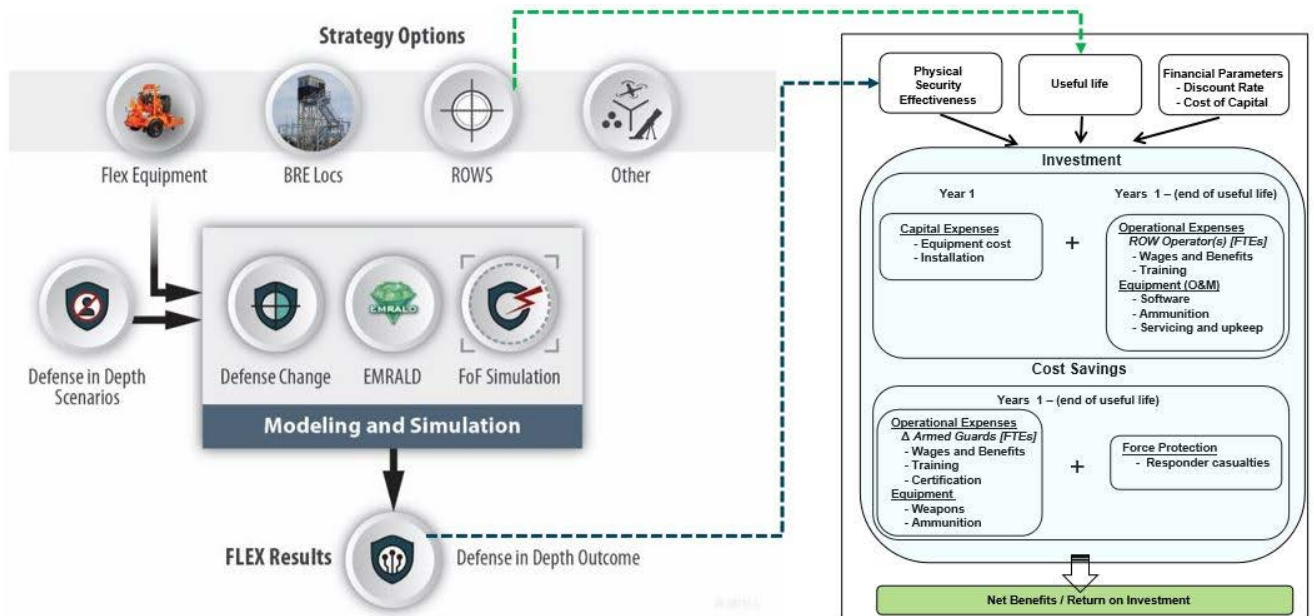 Strategy Options
Flex Equipment
BRE Locs
ROWS
Other
Defense in Depth
Scenarios
Defense Change
EMRALD
EMRALD
FoF Simulation
Modeling and Simulation
FLEX Results
Defense in Depth Outcome
Physical
Security
Effectiveness
Useful life
Financial Parameters
- Discount Rate
- Cost of Capital
Investment
Year 1
Capital Expenses
- Equipment cost
- Installation
+
Years 1 – (end of useful life)
Operational Expenses
ROW Operator(s) [FTEs]
- Wages and Benefits
- Training
Equipment (O&M)
- Software
- Ammunition
- Servicing and upkeep
Cost Savings
Years 1 – (end of useful life)
Operational Expenses
Δ Armed Guards [FTEs]
- Wages and Benefits
- Training
- Certification
Equipment
- Weapons
- Ammunition
+
Force Protection
- Responder casualties
Net Benefits / Return on Investment